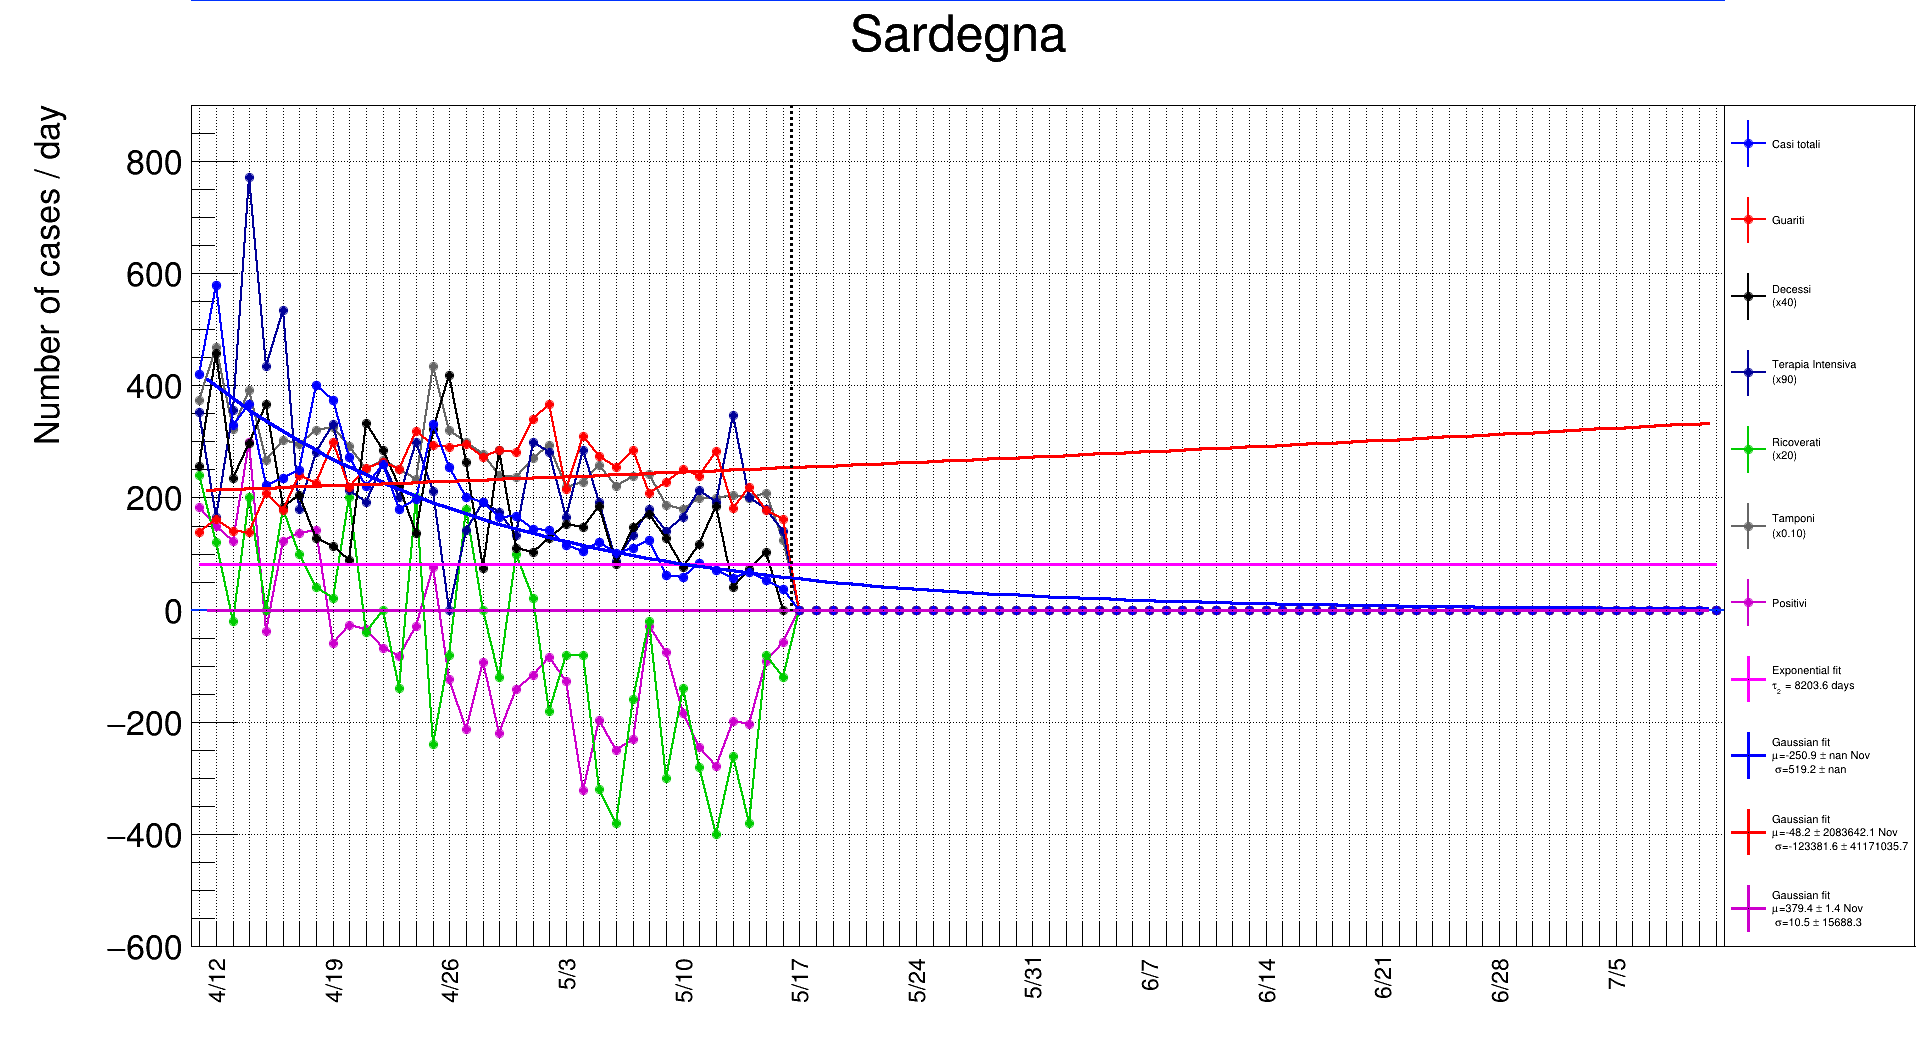 Sardegna
Number of cases / day
800
600
400
200
0
−200
−400
−600
4/12
4/19
4/26
5/3
5/10
5/17
5/24
5/31
6/7
6/14
6/21
6/28
7/5
Casi totali
Guariti
Decessi
(x40)
Terapia Intensiva
(x90)
Ricoverati
(x20)
Tamponi
(x0.10)
Positivi
Exponential fit
τ₂ = 8203.6 days
Gaussian fit
μ=-250.9 ± nan Nov
σ=519.2 ± nan
Gaussian fit
μ=-48.2 ± 2083642.1 Nov
σ=-123381.6 ± 41171035.7
Gaussian fit
μ=379.4 ± 1.4 Nov
σ=10.5 ± 15688.3